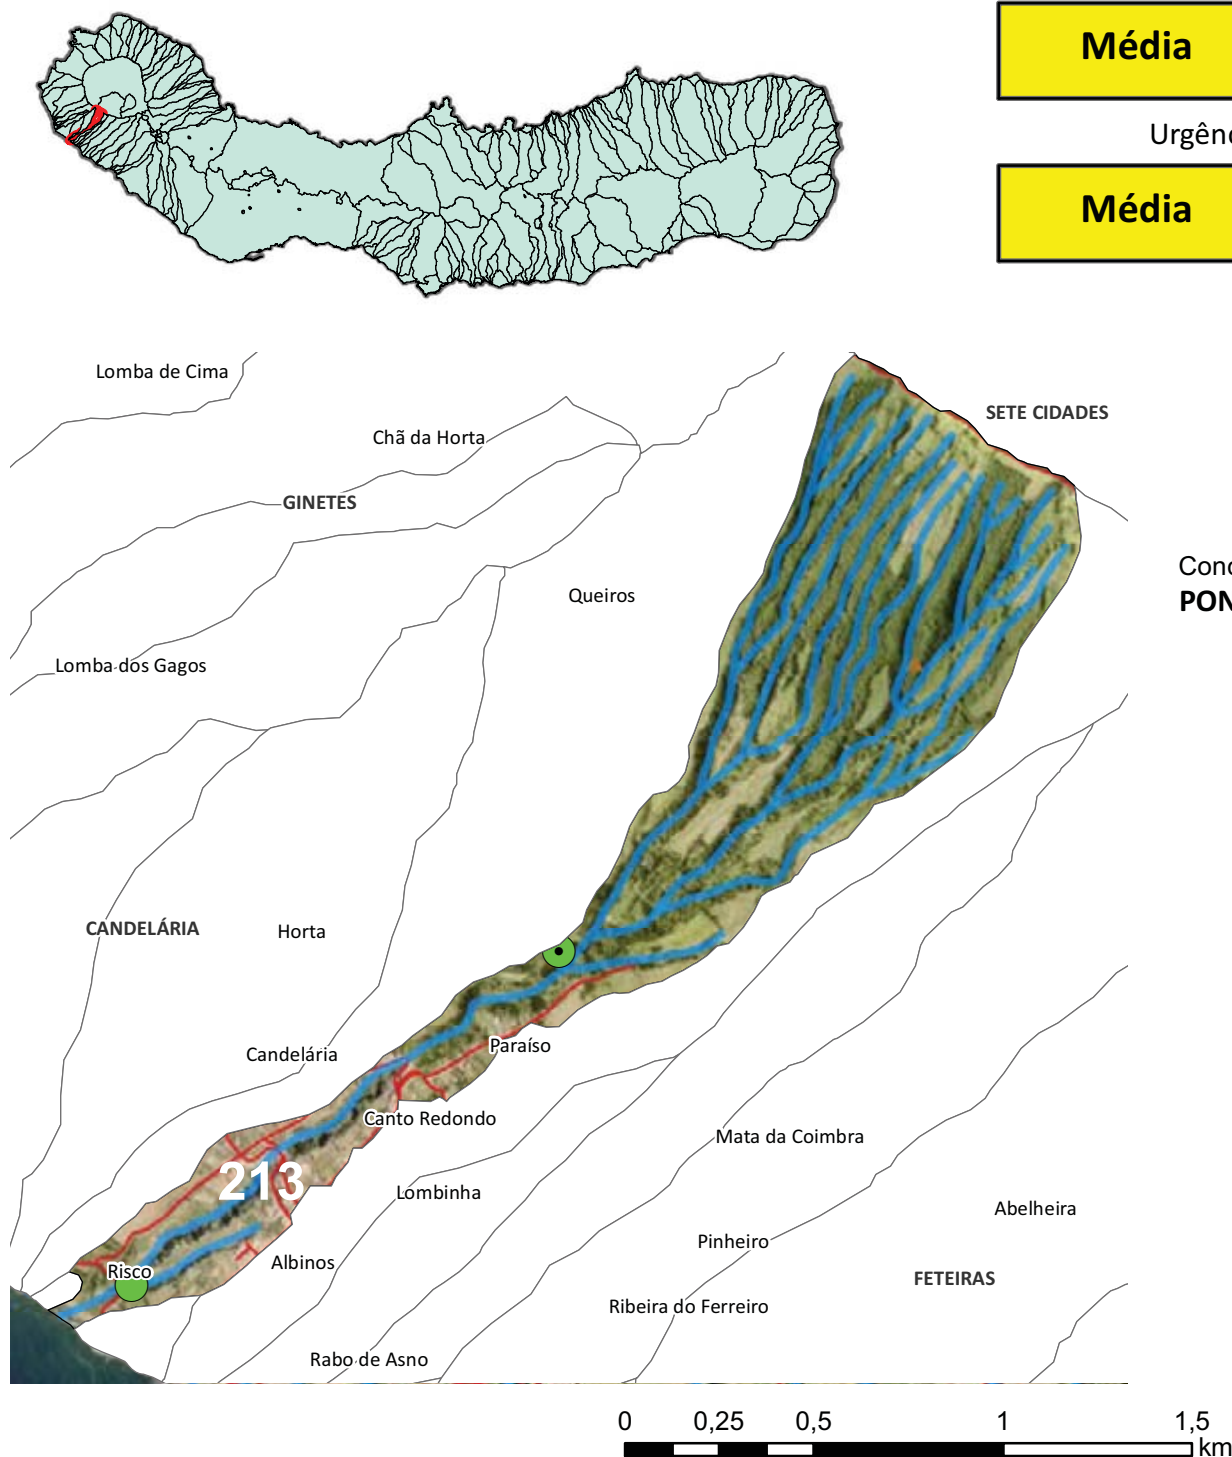 Média
Urgên
Média
Lomba de Cima
SETE CIDADES
Chã da Horta
GINETES
Conc
PON
Queiros
Lomba dos Gagos
CANDELÁRIA
Horta
Candelária
Paraíso
Canto Redondo
Mata da Coimbra
213
Lombinha
Abelheira
Pinheiro
Albinos
Risco
FETEIRAS
Ribeira do Ferreiro
Rabo de Asno
0 0,25 0,5 1 1,5
km